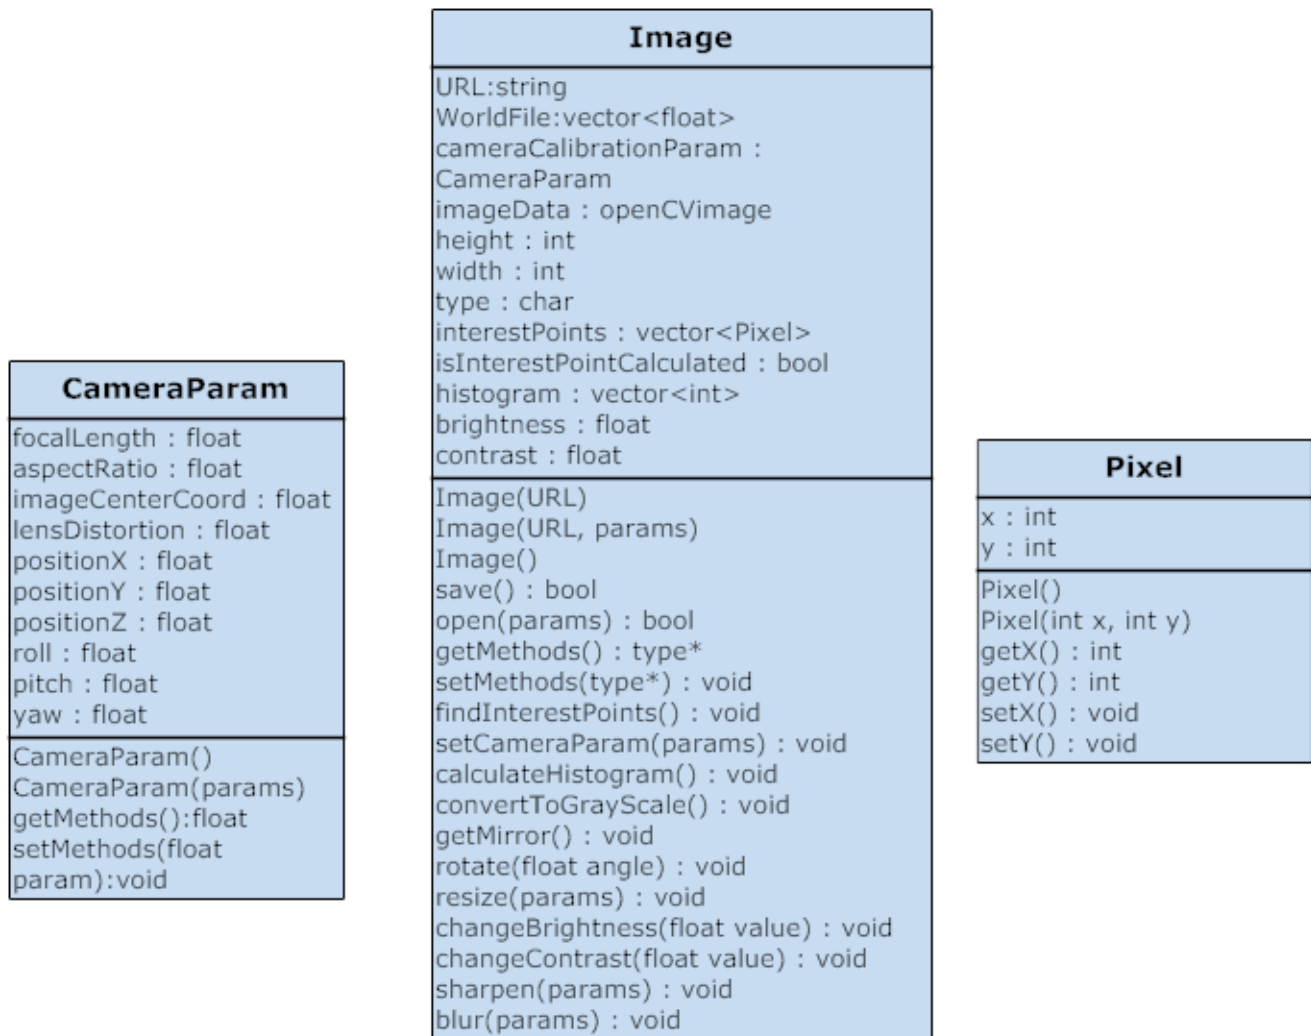 Image
URL:string
WorldFile:vector<float>
cameraCalibrationParam :
CameraParam
imageData : openCVimage
height : int
width : int
type : char
interestPoints : vector<Pixel>
isInterestPointCalculated : bool
histogram : vector<int>
brightness : float
contrast : float
Image(URL)
Image(URL, params)
Image()
save() : bool
open(params) : bool
getMethods() : type*
setMethods(type*) : void
findInterestPoints() : void
setCameraParam(params) : void
calculateHistogram() : void
convertToGrayScale() : void
getMirror() : void
rotate(float angle) : void
resize(params) : void
changeBrightness(float value) : void
changeContrast(float value) : void
sharpen(params) : void
blur(params) : void
CameraParam
focalLength : float
aspectRatio : float
imageCenterCoord : float
lensDistortion : float
positionX : float
positionY : float
positionZ : float
roll : float
pitch : float
yaw : float
CameraParam()
CameraParam(params)
getMethods():float
setMethods(float
param):void
Pixel
x : int
y : int
Pixel()
Pixel(int x, int y)
getX() : int
getY() : int
setX() : void
setY() : void